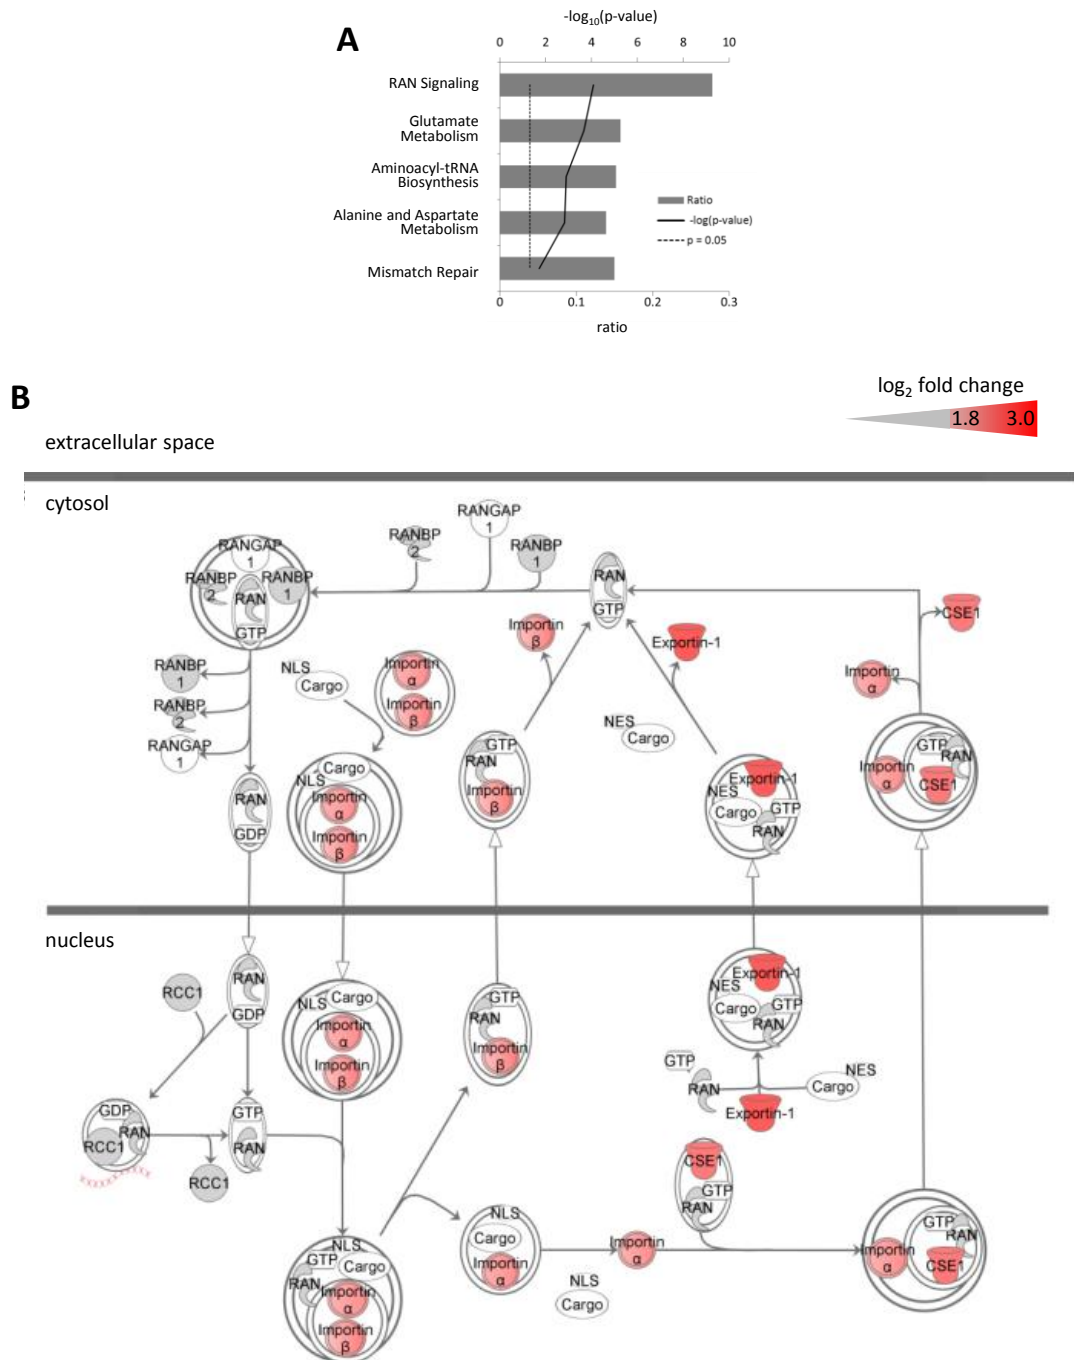 A
-log10(p-value)
0 2 4 6 8 10
RAN Signaling
Glutamate
Metabolism
Aminoacyl-tRNA
Biosynthesis
Alanine and Aspartate
Metabolism
Mismatch Repair
Ratio
-log(p-value)
p = 0.05
0 0.1 0.2 0.3
ratio
B
log2 fold change
1.8 3.0
extracellular space
cytosol
RANGAP
1
RANBP
2
RANBP
1
RANGAP
1
RANBP
2
RANBP
1
RAN
GTP
RAN
GTP
CSE1
Importin
β
Exportin-1
Importin
α
RANBP
1
RANBP
2
RANGAP
1
NLS
Cargo
Importin
α
Importin
β
NES
Cargo
GTP
RAN
Importin
β
Cargo
NLS
Importin
α
Importin
β
RAN
GDP
Exportin-1
NES
Cargo
GTP
RAN
GTP
RAN
Importin
α
CSE1
nucleus
RCC1
RAN
GDP
NLS
Cargo
Importin
α
Importin
β
GTP
RAN
Importin
β
Exportin-1
NES
Cargo
GTP
RAN
GTP
RAN
Cargo
NES
Exportin-1
GDP
RAN
RCC1
RCC1
GTP
RAN
CSE1
GTP
RAN
NLS
GTP
Cargo
RAN
Importin
α
Importin
β
NLS
Cargo
Importin
α
Importin
α
NLS
Cargo
GTP
RAN
Importin
α
CSE1